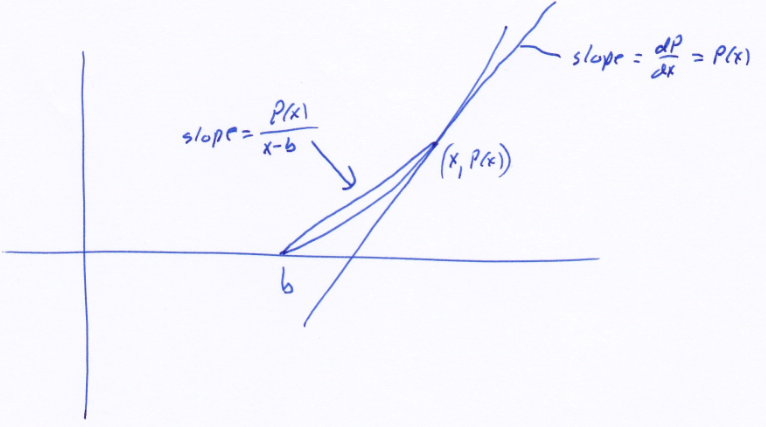 slope = dP/dx = P(x)
slope = P(x)/x-b
(x, P(x))
b